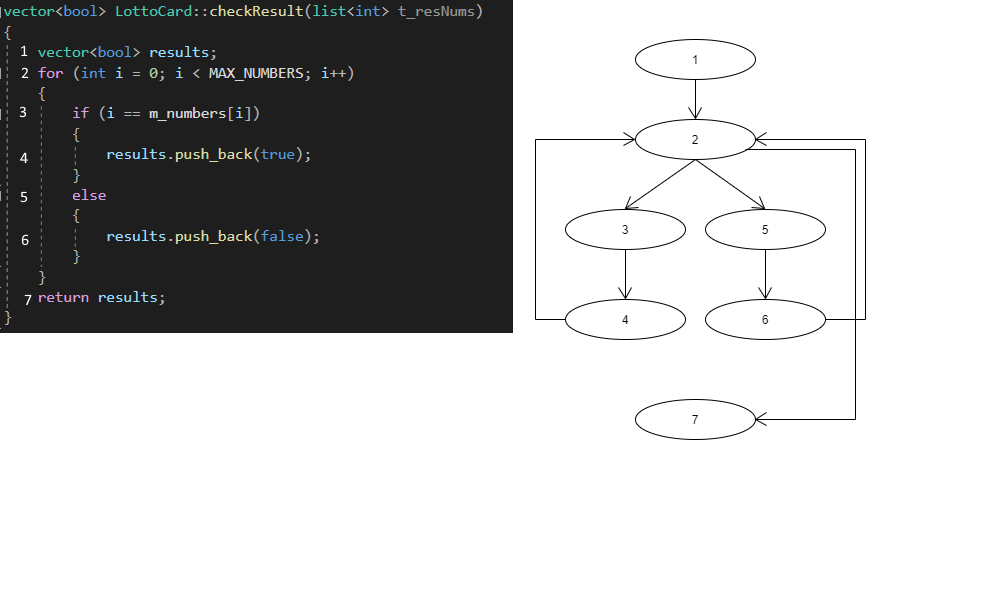 vector<bool> LottoCard::checkResult(list<int> t_resNums)
{
1 vector<bool> results;
2 for (int i = 0; i < MAX_NUMBERS; i++)
{
3 if (i == m_numbers[i])
{
4 results.push_back(true);
}
5 else
{
6 results.push_back(false);
}
}
7 return results;
}
1
2
3 5
4 6
7